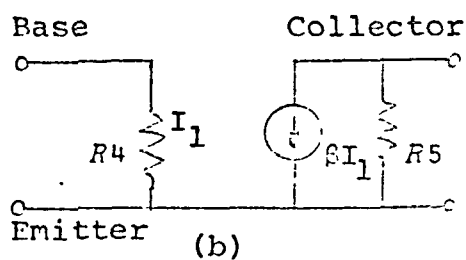 Base Collector
I1
R4 βI1 R5
Emitter
(b)